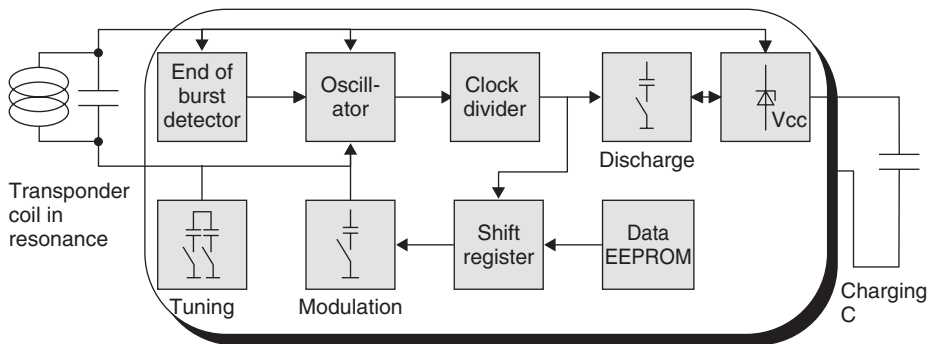 End of
burst
detector
Oscill-
ator
Clock
divider
Discharge
Vcc
Transponder
coil in
resonance
Tuning
Modulation
Shift
register
Data
EEPROM
Charging
C